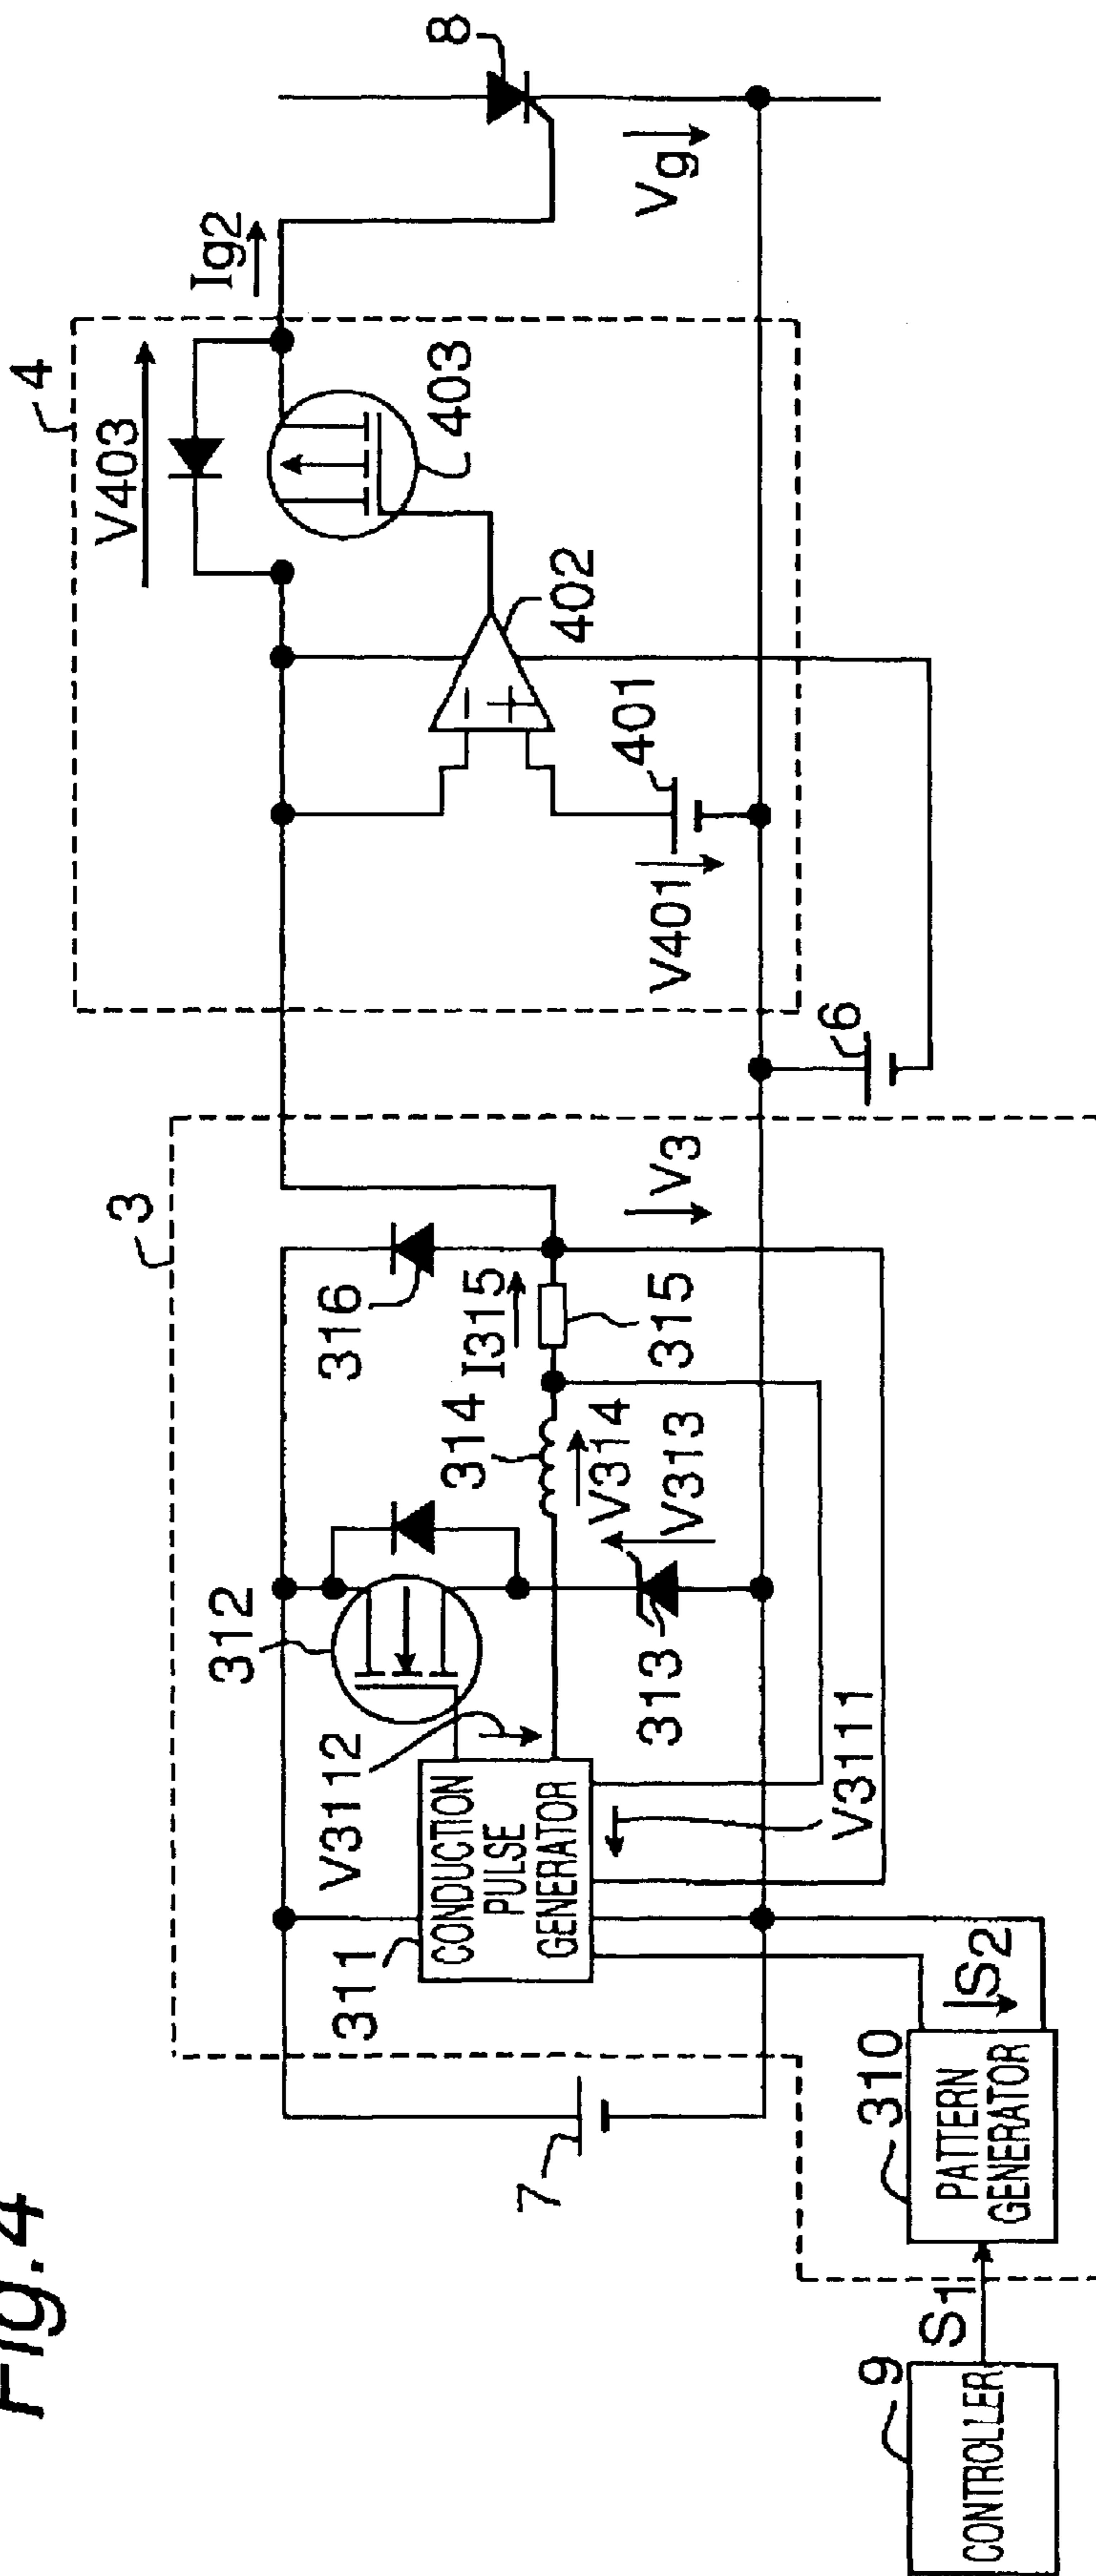 Fig.4
3
4
8
V403
Ig2
312
316
314
I315
315
V314
V313
313
V3
403
402
401
V401
Vg
6
7
311
CONDUCTION
PULSE
GENERATOR
V3112
V3111
−
+
9
CONTROLLER
S1
310
PATTERN
GENERATOR
S2